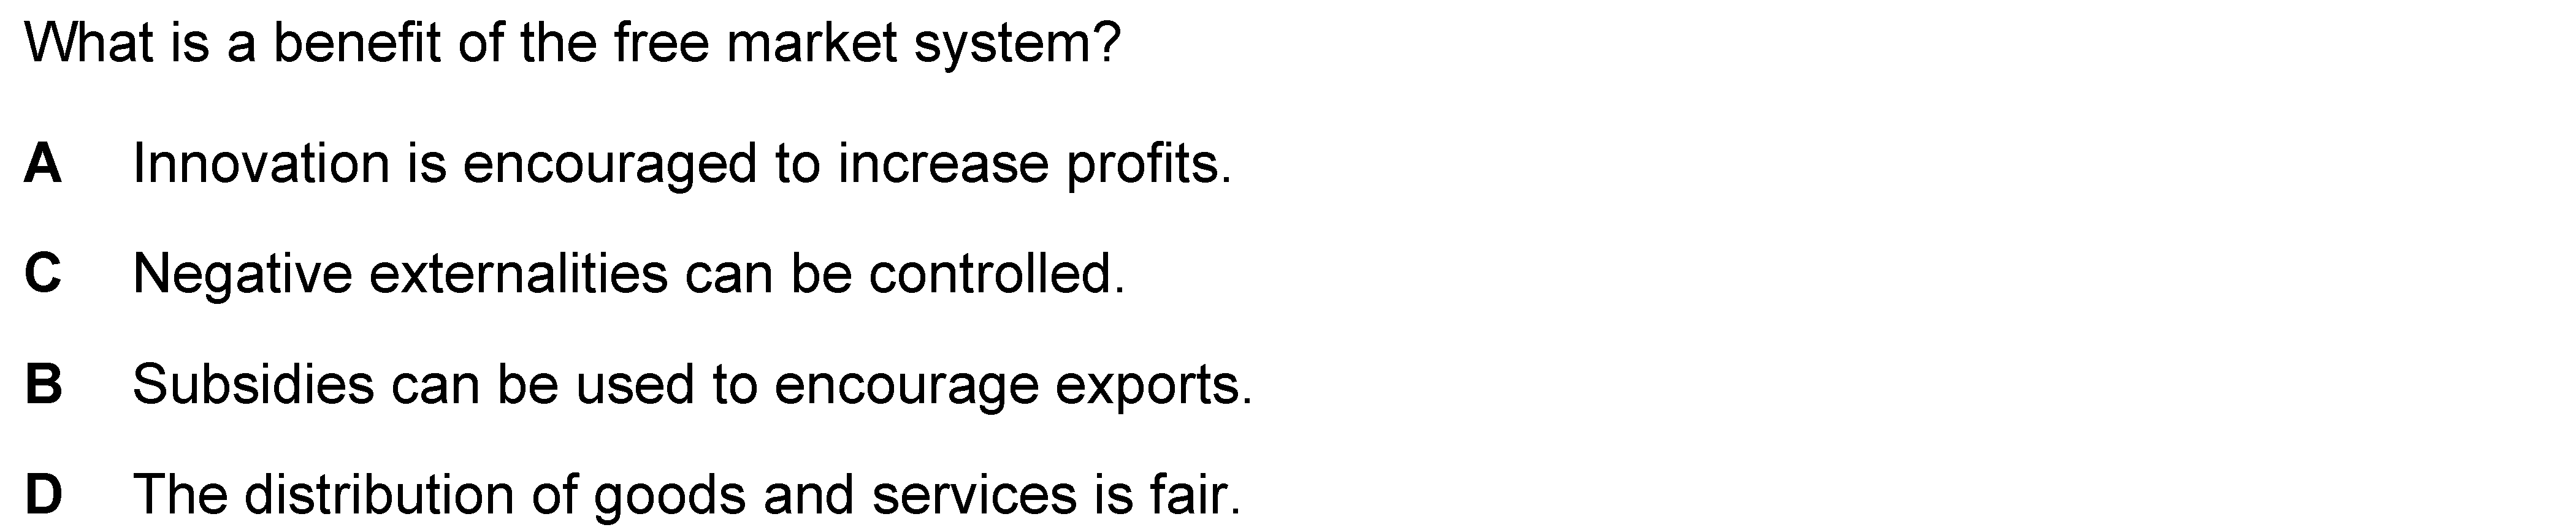 What is a benefit of the free market system?
A Innovation is encouraged to increase profits.
C Negative externalities can be controlled.
B Subsidies can be used to encourage exports.
D The distribution of goods and services is fair.